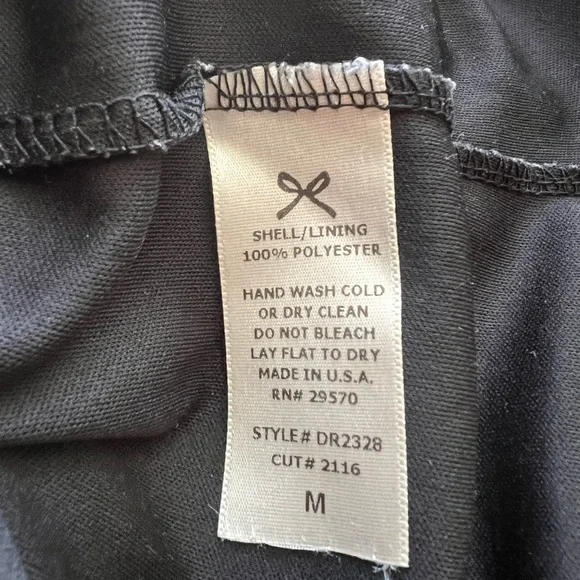 SHELL/LINING
100% POLYESTER
HAND WASH COLD
OR DRY CLEAN
DO NOT BLEACH
LAY FLAT TO DRY
MADE IN U.S.A.
RN# 29570
STYLE# DR2328
CUT# 2116
M